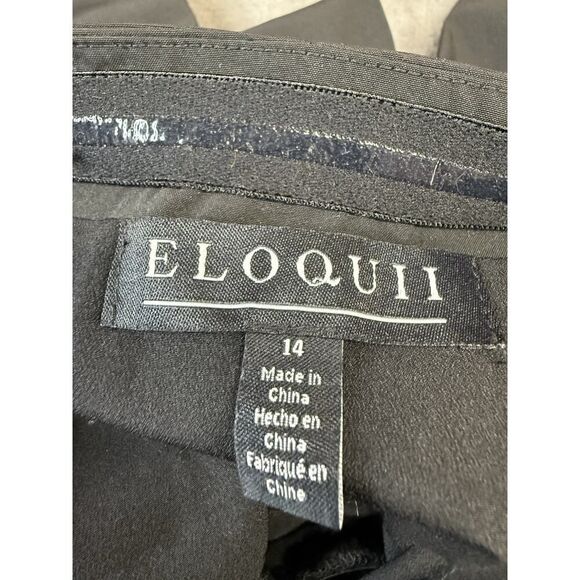 ELOQUII
14
Made in
China
Hecho en
China
Fabriqué en
Chine